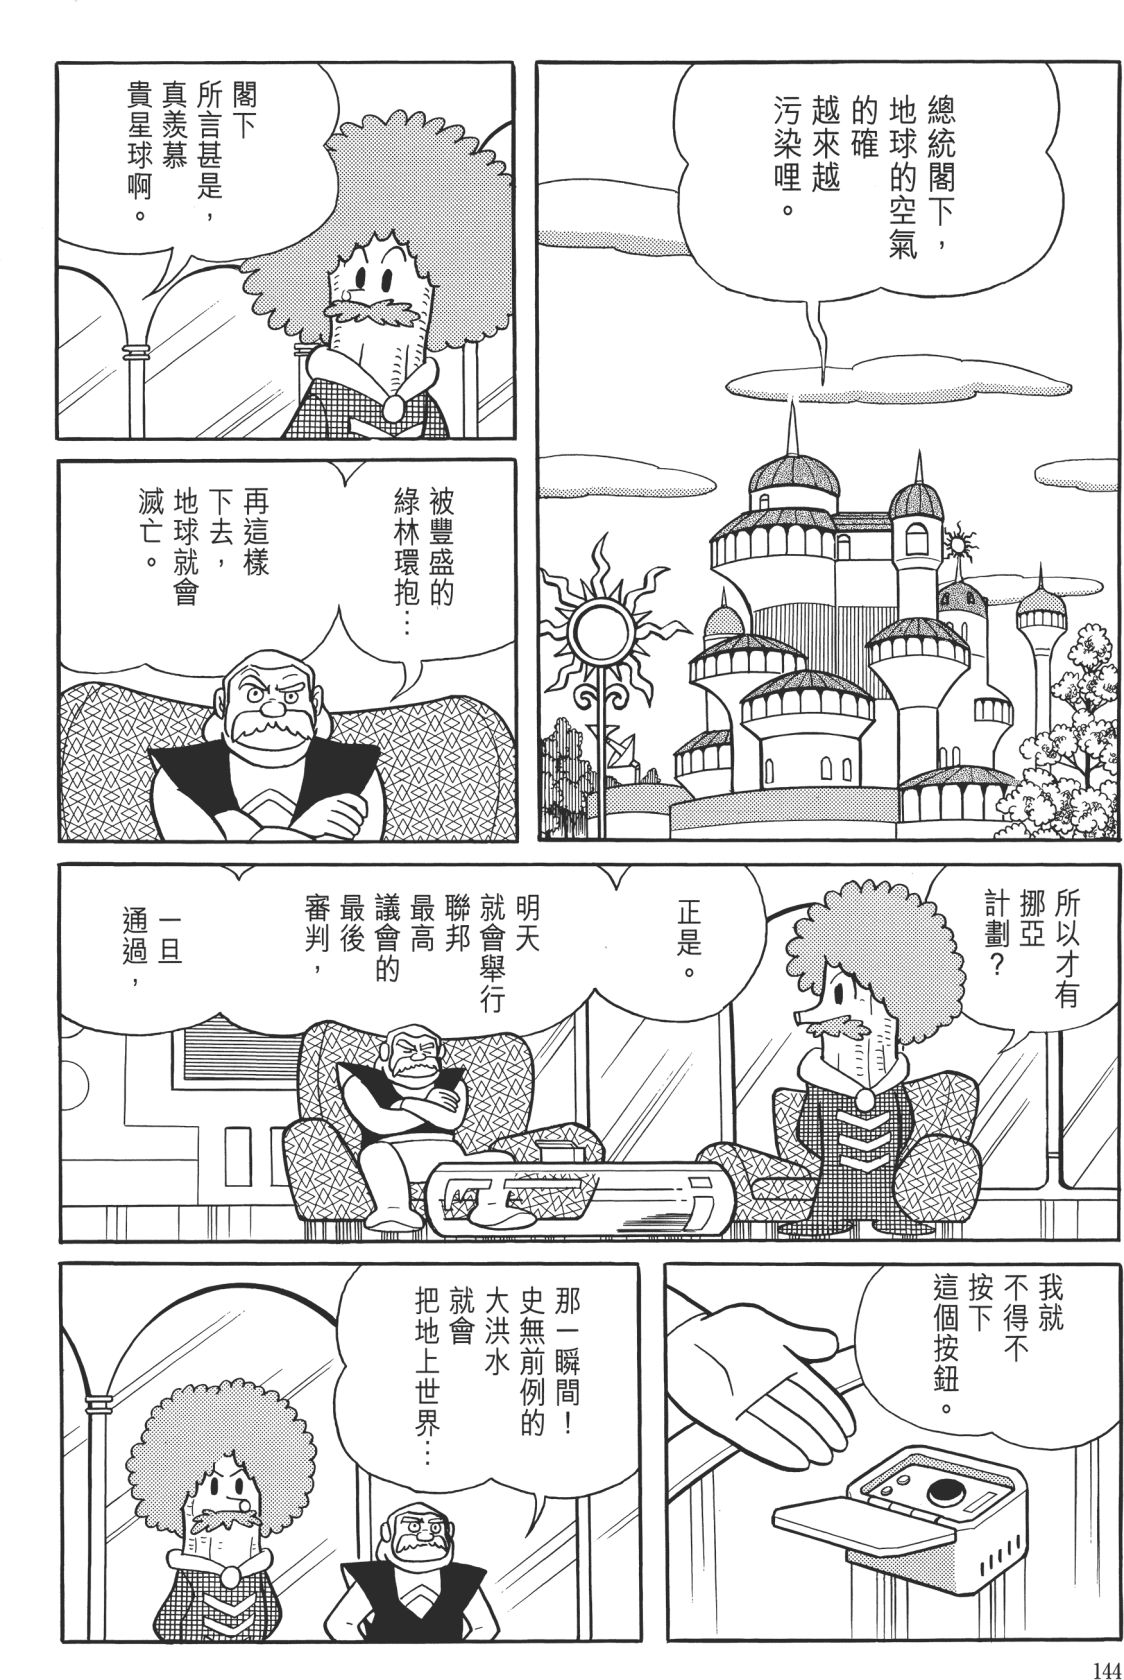 總統閣下，
地球的空氣
的確
越來越
污染哩。
閣下
所言甚是，
真羨慕
貴星球啊。
被豐盛的
綠林環抱…
再這樣
下去，
地球就會
滅亡。
所以才有
挪亞
計劃？
正是。
明天
就會舉行
聯邦
最高
議會的
最後
審判，
一旦
通過，
我就
不得不
按下
這個按鈕。
那一瞬間！
史無前例的
大洪水
就會
把地上世界…
144